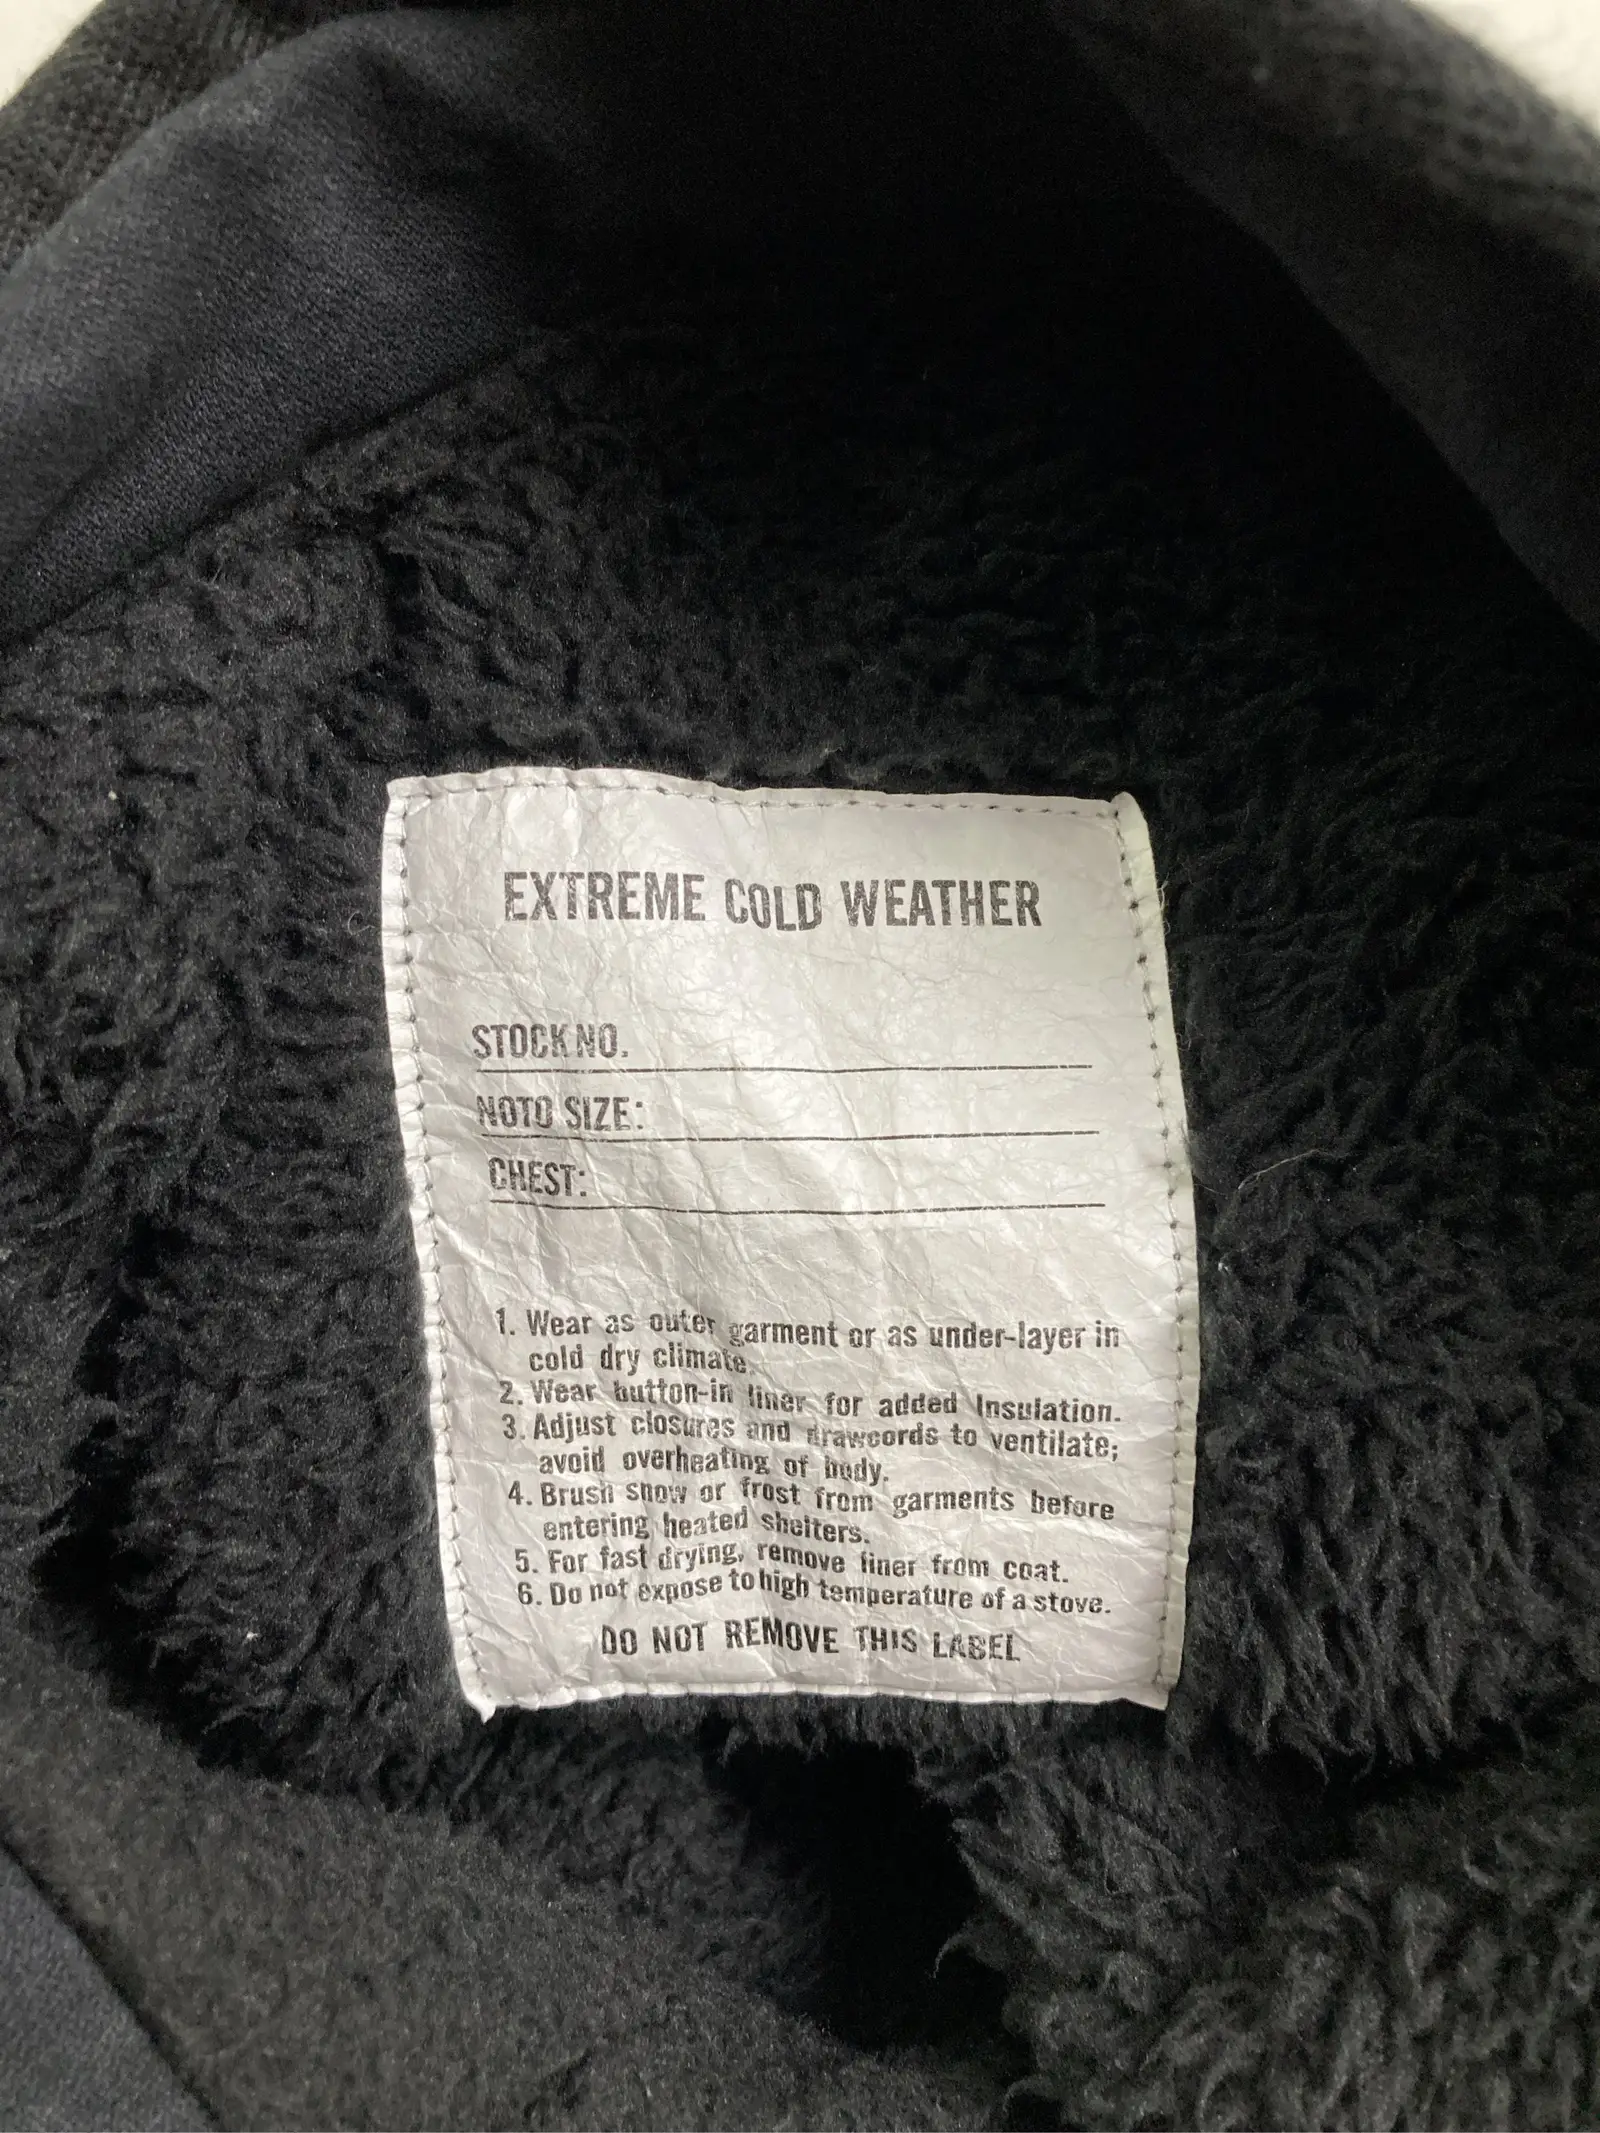 EXTREME COLD WEATHER
STOCK NO.
NOTO SIZE:
CHEST:
1. Wear as outer garment or as under-layer in
cold dry climate.
2. Wear button-in liner for added Insulation.
3. Adjust closures and drawcords to ventilate;
avoid overheating of body.
4. Brush snow or frost from garments before
entering heated shelters.
5. For fast drying, remove liner from coat.
6. Do not expose to high temperature of a stove.
DO NOT REMOVE THIS LABEL